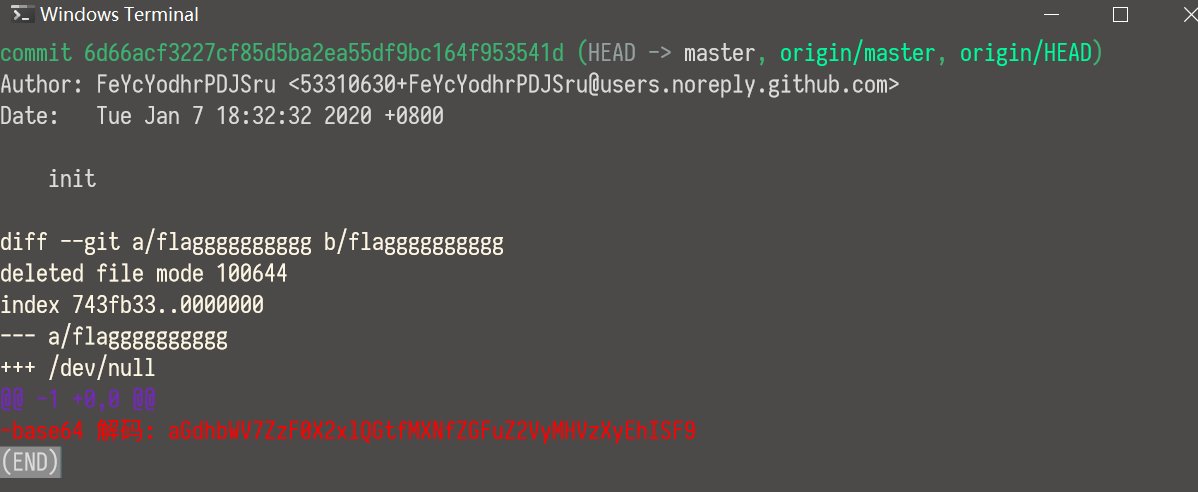 Windows Terminal
commit 6d66acf3227cf85d5ba2ea55df9bc164f953541d (HEAD -> master, origin/master, origin/HEAD)
Author: FeYcYodhrPDJSru <53310630+FeYcYodhrPDJSru@users.noreply.github.com>
Date:   Tue Jan 7 18:32:32 2020 +0800
    init
diff --git a/flagggggggggg b/flagggggggggg
deleted file mode 100644
index 743fb33..0000000
--- a/flagggggggggg
+++ /dev/null
@@ -1 +0,0 @@
-base64 解码: aGdhbWV7ZzF0X2xlQGtfMXNfZGFuZ2VyMHVzXyEhISF9
(END)